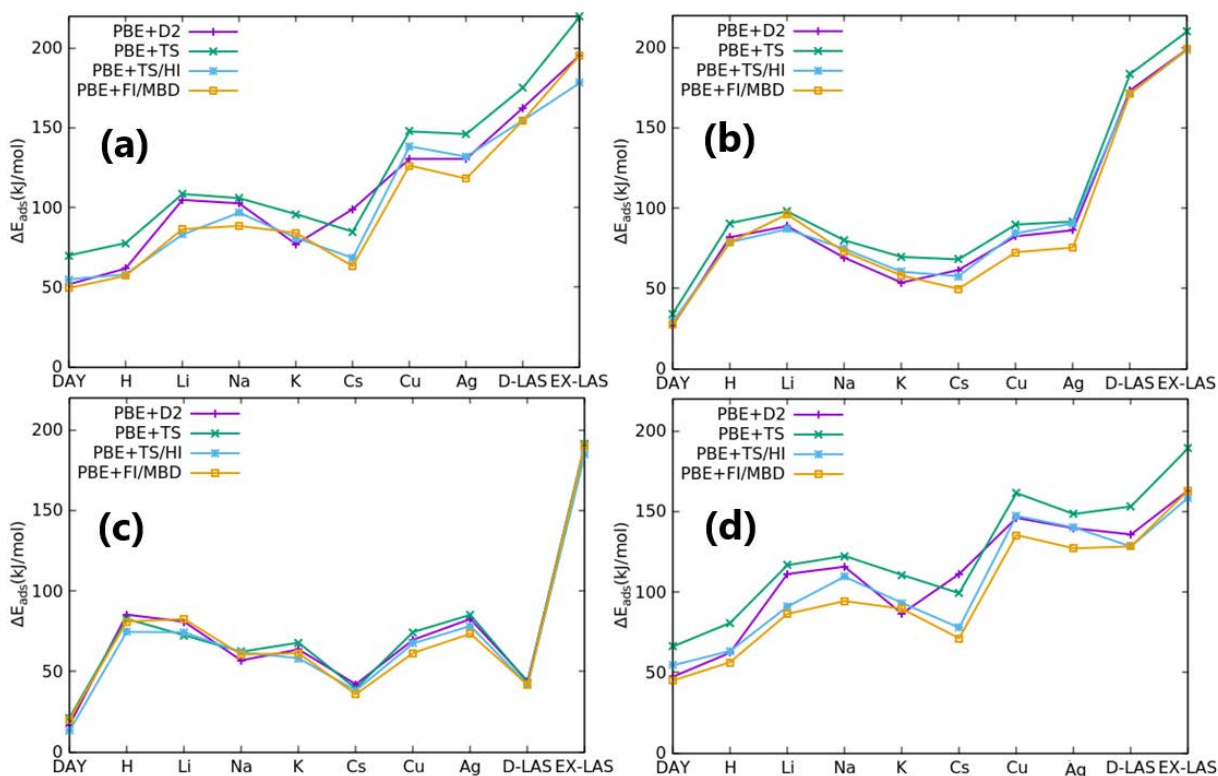 PBE+D2
PBE+TS
PBE+TS/HI
PBE+FI/MBD
(a)
ΔEads(kJ/mol)
200
150
100
50
0
DAY H Li Na K Cs Cu Ag D-LAS EX-LAS
PBE+D2
PBE+TS
PBE+TS/HI
PBE+FI/MBD
(b)
ΔEads(kJ/mol)
200
150
100
50
0
DAY H Li Na K Cs Cu Ag D-LAS EX-LAS
PBE+D2
PBE+TS
PBE+TS/HI
PBE+FI/MBD
(c)
ΔEads(kJ/mol)
200
150
100
50
0
DAY H Li Na K Cs Cu Ag D-LAS EX-LAS
PBE+D2
PBE+TS
PBE+TS/HI
PBE+FI/MBD
(d)
ΔEads(kJ/mol)
200
150
100
50
0
DAY H Li Na K Cs Cu Ag D-LAS EX-LAS